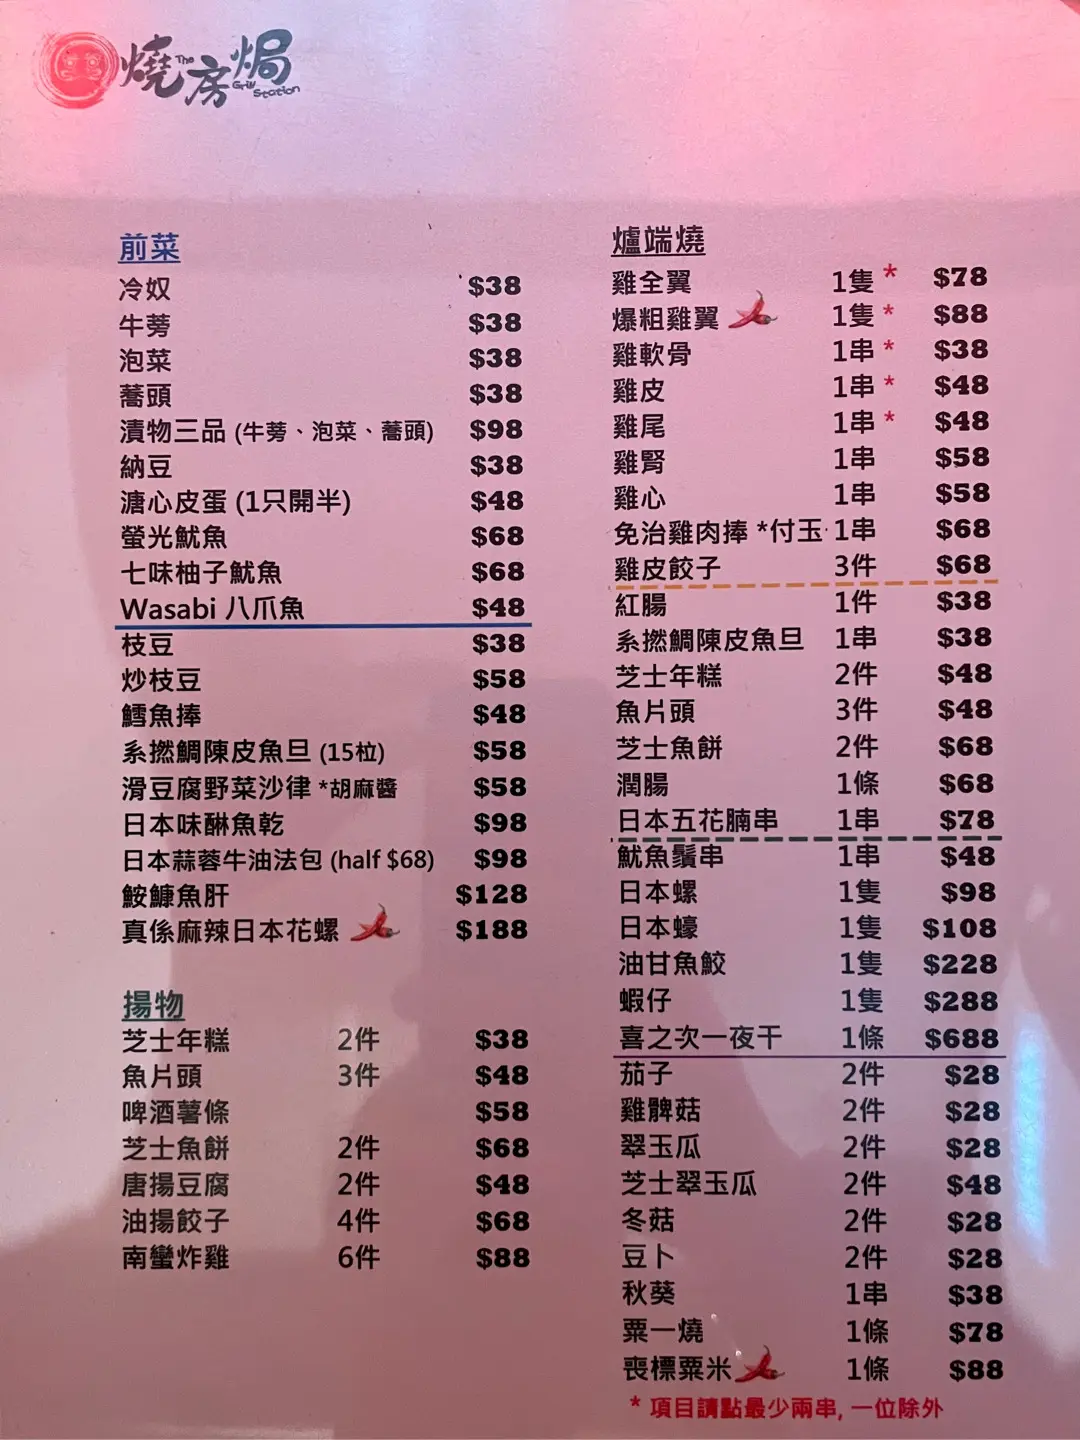 燒房焗
The Grill Station
前菜
冷奴 $38
牛蒡 $38
泡菜 $38
蕎頭 $38
漬物三品 (牛蒡、泡菜、蕎頭) $98
納豆 $38
溏心皮蛋 (1只開半) $48
螢光魷魚 $68
七味柚子魷魚 $68
Wasabi 八爪魚 $48
枝豆 $38
炒枝豆 $58
鱈魚捧 $48
系撚鯛陳皮魚旦 (15粒) $58
滑豆腐野菜沙律 *胡麻醬 $58
日本味醂魚乾 $98
日本蒜蓉牛油法包 (half $68) $98
鮟鱇魚肝 $128
真係麻辣日本花螺 $188
揚物
芝士年糕 2件 $38
魚片頭 3件 $48
啤酒薯條 $58
芝士魚餅 2件 $68
唐揚豆腐 2件 $48
油揚餃子 4件 $68
南蠻炸雞 6件 $88
爐端燒
雞全翼 1隻 * $78
爆粗雞翼 1隻 * $88
雞軟骨 1串 * $38
雞皮 1串 * $48
雞尾 1串 * $48
雞腎 1串 $58
雞心 1串 $58
免治雞肉捧 *付玉 1串 $68
雞皮餃子 3件 $68
紅腸 1件 $38
系撚鯛陳皮魚旦 1串 $38
芝士年糕 2件 $48
魚片頭 3件 $48
芝士魚餅 2件 $68
潤腸 1條 $68
日本五花腩串 1串 $78
魷魚鬚串 1串 $48
日本螺 1隻 $98
日本蠔 1隻 $108
油甘魚鮫 1隻 $228
蝦仔 1隻 $288
喜之次一夜干 1條 $688
茄子 2件 $28
雞髀菇 2件 $28
翠玉瓜 2件 $28
芝士翠玉瓜 2件 $48
冬菇 2件 $28
豆卜 2件 $28
秋葵 1串 $38
粟一燒 1條 $78
喪標粟米 1條 $88
* 項目請點最少兩串, 一位除外